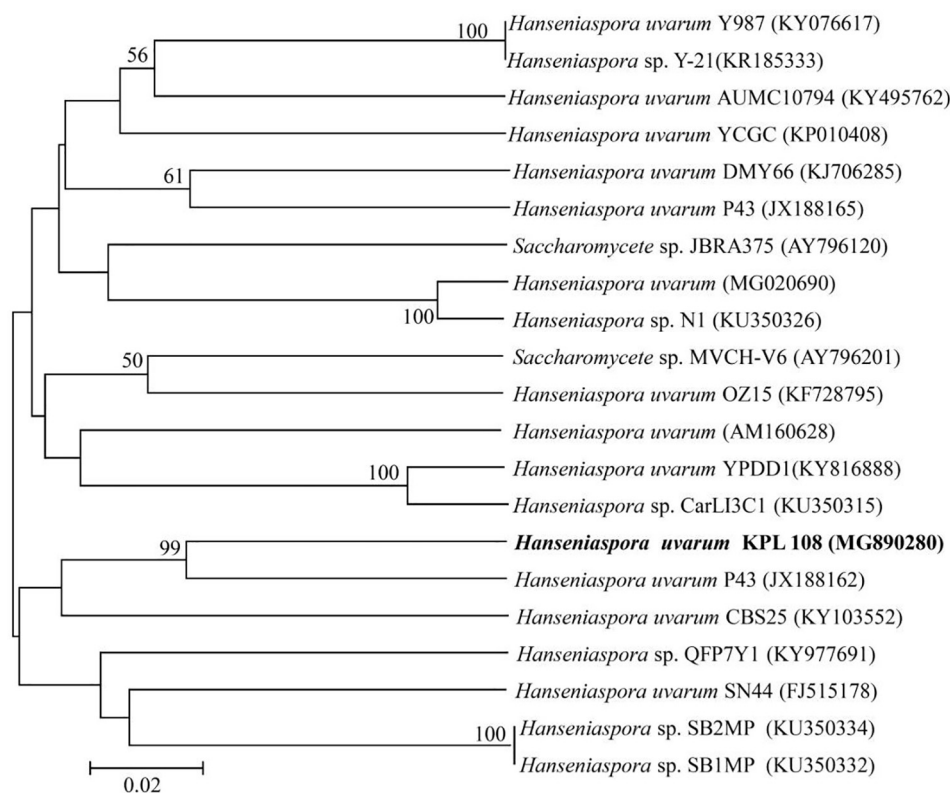 100
Hanseniaspora uvarum Y987 (KY076617)
56
Hanseniaspora sp. Y-21(KR185333)
Hanseniaspora uvarum AUMC10794 (KY495762)
Hanseniaspora uvarum YCGC (KP010408)
61
Hanseniaspora uvarum DMY66 (KJ706285)
Hanseniaspora uvarum P43 (JX188165)
Saccharomycete sp. JBRA375 (AY796120)
Hanseniaspora uvarum (MG020690)
100
Hanseniaspora sp. N1 (KU350326)
50
Saccharomycete sp. MVCH-V6 (AY796201)
Hanseniaspora uvarum OZ15 (KF728795)
Hanseniaspora uvarum (AM160628)
100
Hanseniaspora uvarum YPDD1(KY816888)
Hanseniaspora sp. CarLI3C1 (KU350315)
99
Hanseniaspora uvarum KPL 108 (MG890280)
Hanseniaspora uvarum P43 (JX188162)
Hanseniaspora uvarum CBS25 (KY103552)
Hanseniaspora sp. QFP7Y1 (KY977691)
Hanseniaspora uvarum SN44 (FJ515178)
100
Hanseniaspora sp. SB2MP (KU350334)
Hanseniaspora sp. SB1MP (KU350332)
0.02